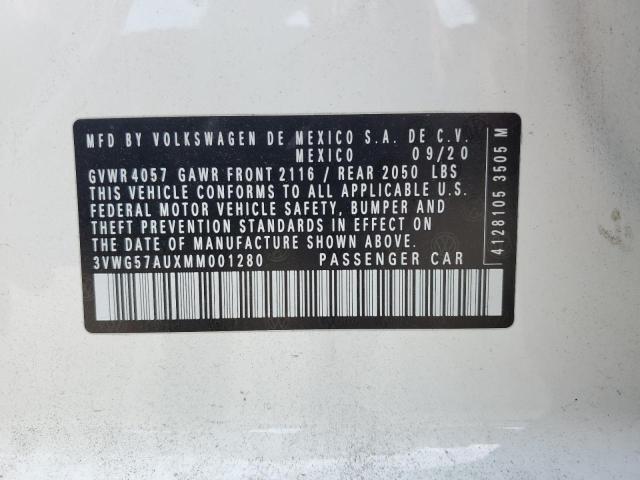 MFD BY VOLKSWAGEN DE MEXICO S.A. DE C.V.
MEXICO 09/20
GVWR4057 GAWR FRONT 2116 / REAR 2050 LBS
THIS VEHICLE CONFORMS TO ALL APPLICABLE U.S.
FEDERAL MOTOR VEHICLE SAFETY, BUMPER AND
THEFT PREVENTION STANDARDS IN EFFECT ON
THE DATE OF MANUFACTURE SHOWN ABOVE.
3VWG57AUXMM001280 PASSENGER CAR
4128105 3505 M